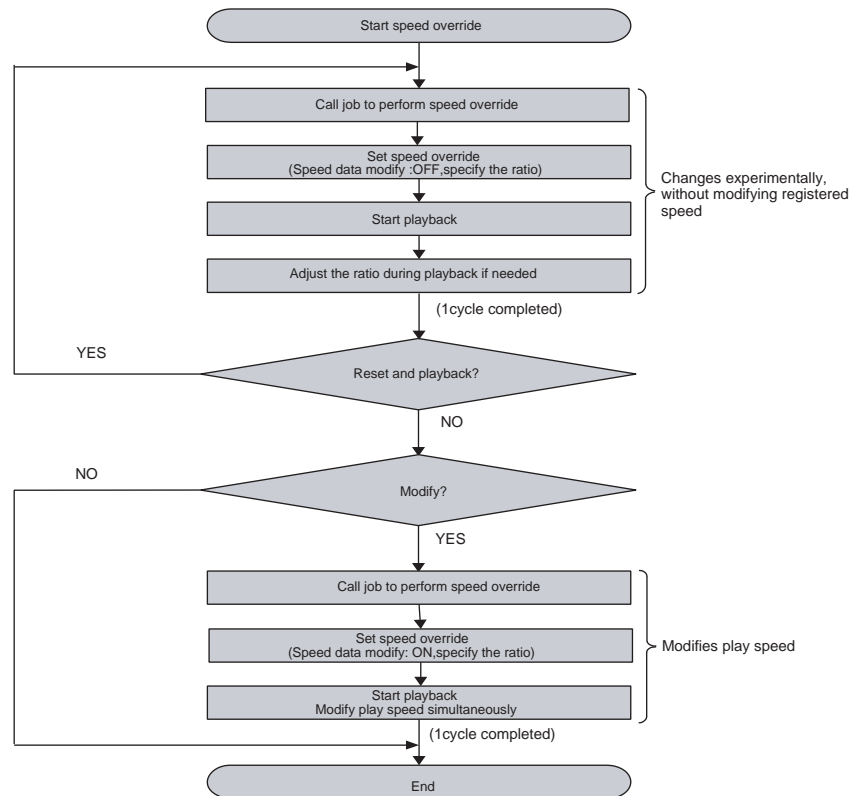 Start speed override
Call job to perform speed override
Set speed override
(Speed data modify :OFF,specify the ratio)
Start playback
Adjust the ratio during playback if needed
Changes experimentally,
without modifying registered
speed
(1cycle completed)
YES
Reset and playback?
NO
NO
Modify?
YES
Call job to perform speed override
Set speed override
(Speed data modify: ON,specify the ratio)
Start playback
Modify play speed simultaneously
Modifies play speed
(1cycle completed)
End